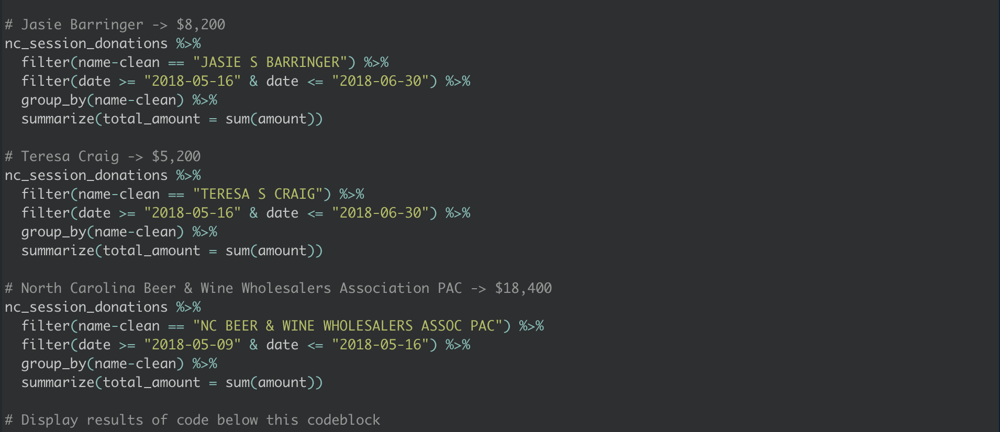 # Jasie Barringer -> $8,200
nc_session_donations %>%
  filter(name-clean == "JASIE S BARRINGER") %>%
  filter(date >= "2018-05-16" & date <= "2018-06-30") %>%
  group_by(name-clean) %>%
  summarize(total_amount = sum(amount))

# Teresa Craig -> $5,200
nc_session_donations %>%
  filter(name-clean == "TERESA S CRAIG") %>%
  filter(date >= "2018-05-16" & date <= "2018-06-30") %>%
  group_by(name-clean) %>%
  summarize(total_amount = sum(amount))

# North Carolina Beer & Wine Wholesalers Association PAC -> $18,400
nc_session_donations %>%
  filter(name-clean == "NC BEER & WINE WHOLESALERS ASSOC PAC") %>%
  filter(date >= "2018-05-09" & date <= "2018-05-16") %>%
  group_by(name-clean) %>%
  summarize(total_amount = sum(amount))

# Display results of code below this codeblock